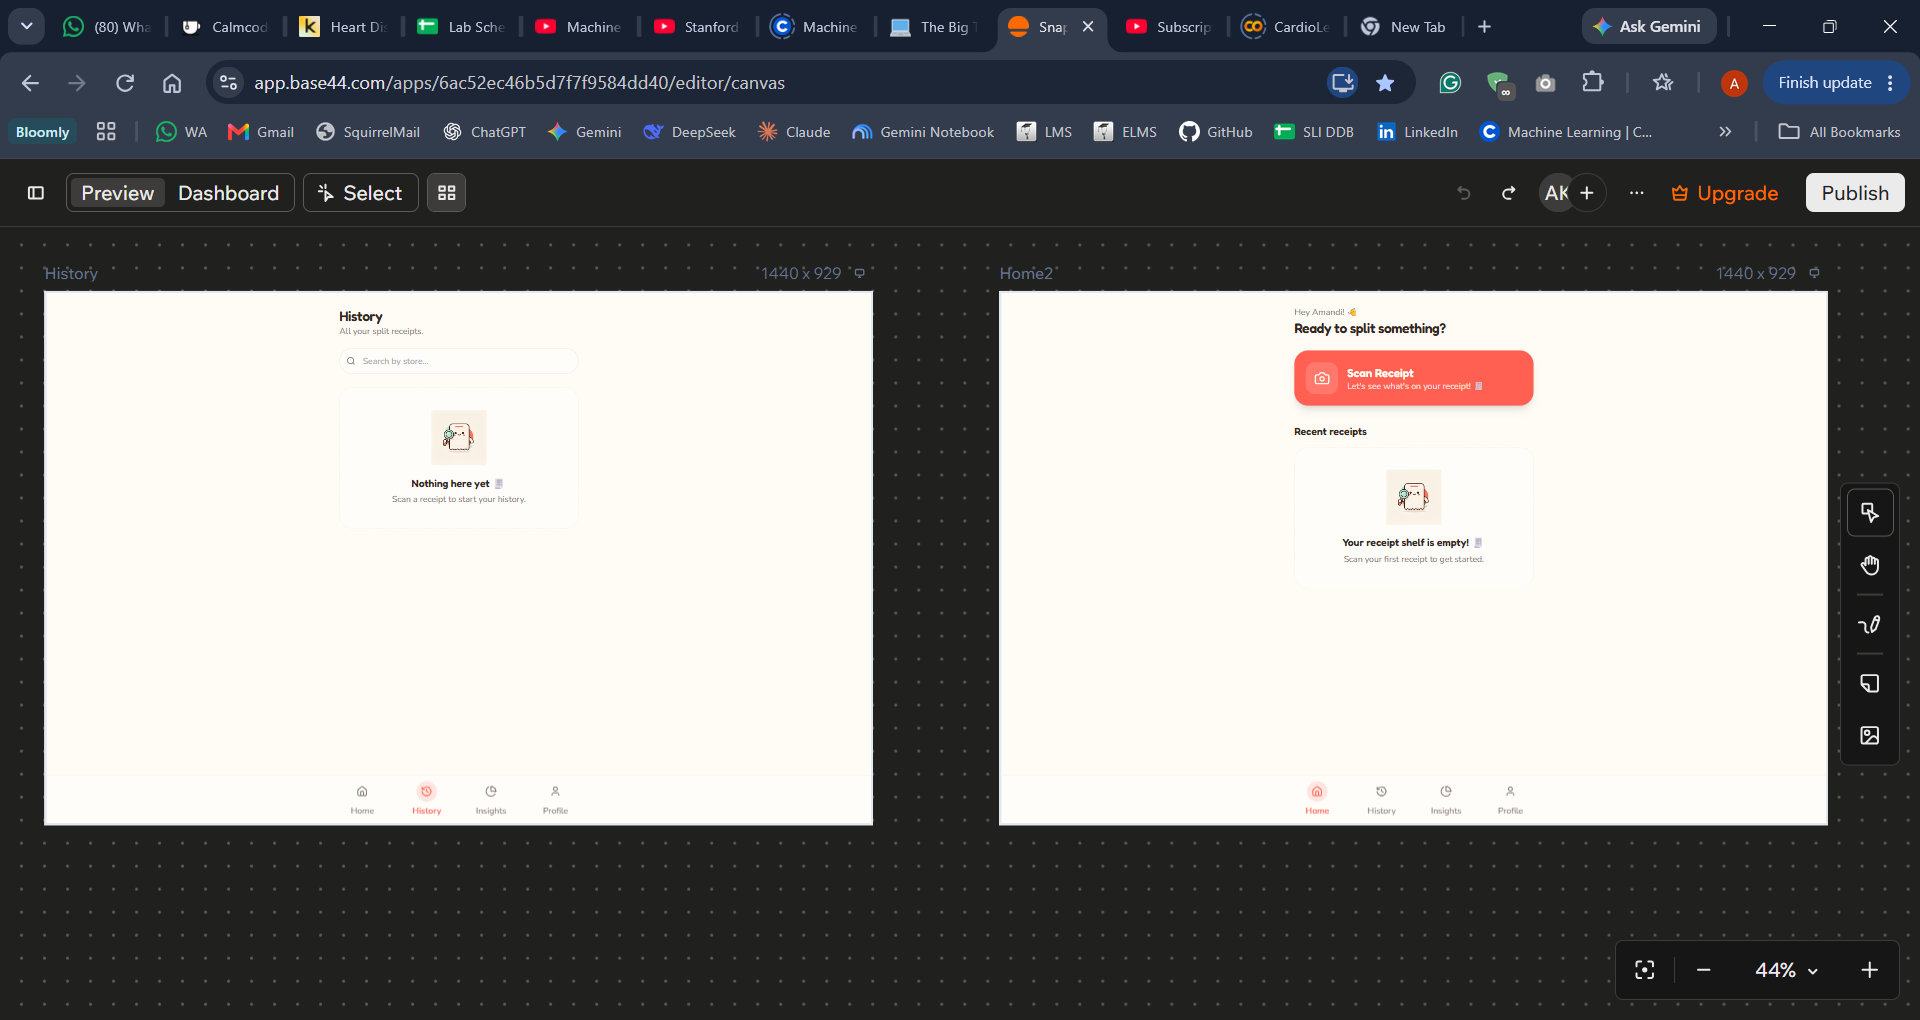 (80) Wha
Calmcod
Heart Di
Lab Sche
Machine
Stanford
Machine
The Big
Snap
Subscrip
CardioLe
New Tab
Ask Gemini
app.base44.com/apps/6ac52ec46b5d7f7f9584dd40/editor/canvas
A
Finish update
Bloomly
WA
Gmail
SquirrelMail
ChatGPT
Gemini
DeepSeek
Claude
Gemini Notebook
LMS
ELMS
GitHub
SLI DDB
LinkedIn
Machine Learning | C...
All Bookmarks
Preview
Dashboard
Select
AK
Upgrade
Publish
History
1440 x 929
History
All your split receipts.
Search by store...
Nothing here yet
Scan a receipt to start your history.
Home
History
Insights
Profile
Home2
1440 x 929
Hey Amandi!
Ready to split something?
Scan Receipt
Let's see what's on your receipt!
Recent receipts
Your receipt shelf is empty!
Scan your first receipt to get started.
Home
History
Insights
Profile
44%